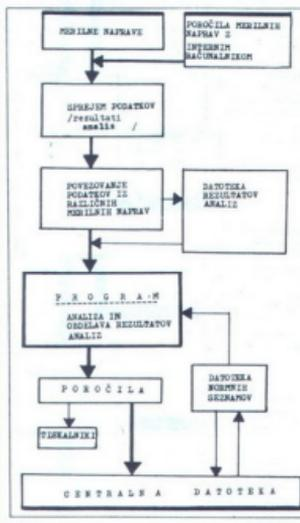 MERILNE NAPRAVE
POROČILA MERILNIH
NAPRAV Z
INTERNIM
RAČUNALNIKOM
SPREJEM PODATKOV
/rezultati
analiz /
POVEZOVANJE
PODATKOV IZ
RAZLIČNIH
MERILNIH NAPRAV
DATOTEKA
REZULTATOV
ANALIZ
P R O G R A M
ANALIZA IN
OBDELAVA REZULTATOV
ANALIZ
P O R O Č I L A
DATOTEKA
NORMNIH
SEZNAMOV
TISKALNIKI
C E N T R A L N A D A T O T E K A